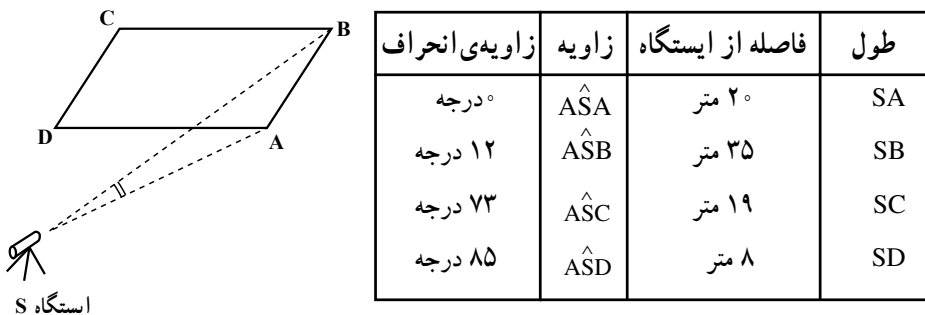 C
B
D
A
ایستگاه S
طول فاصله از ایستگاه زاویه زاویه‌ی انحراف
SA ۲۰ متر AŜA ۰ درجه
SB ۳۵ متر AŜB ۱۲ درجه
SC ۱۹ متر AŜC ۷۳ درجه
SD ۸ متر AŜD ۸۵ درجه